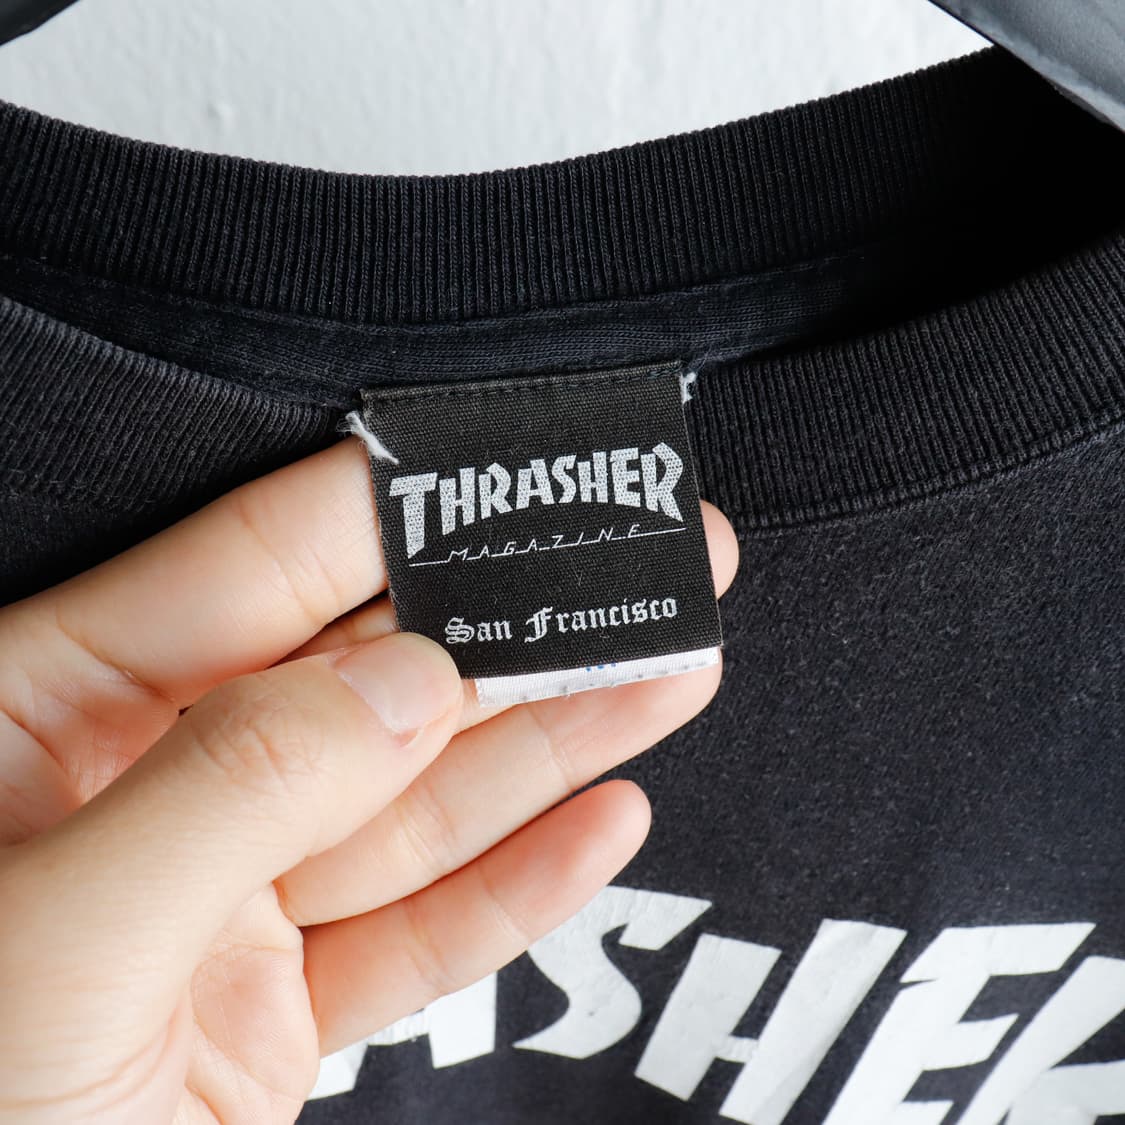 THRASHER
MAGAZINE
San Francisco
ASHER